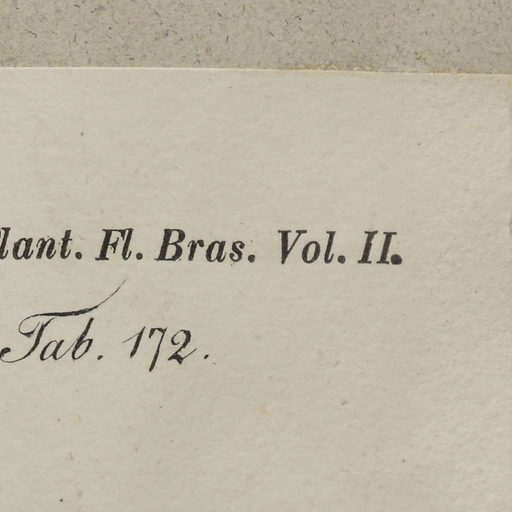 lant. Fl. Bras. Vol. II.
Tab. 172.